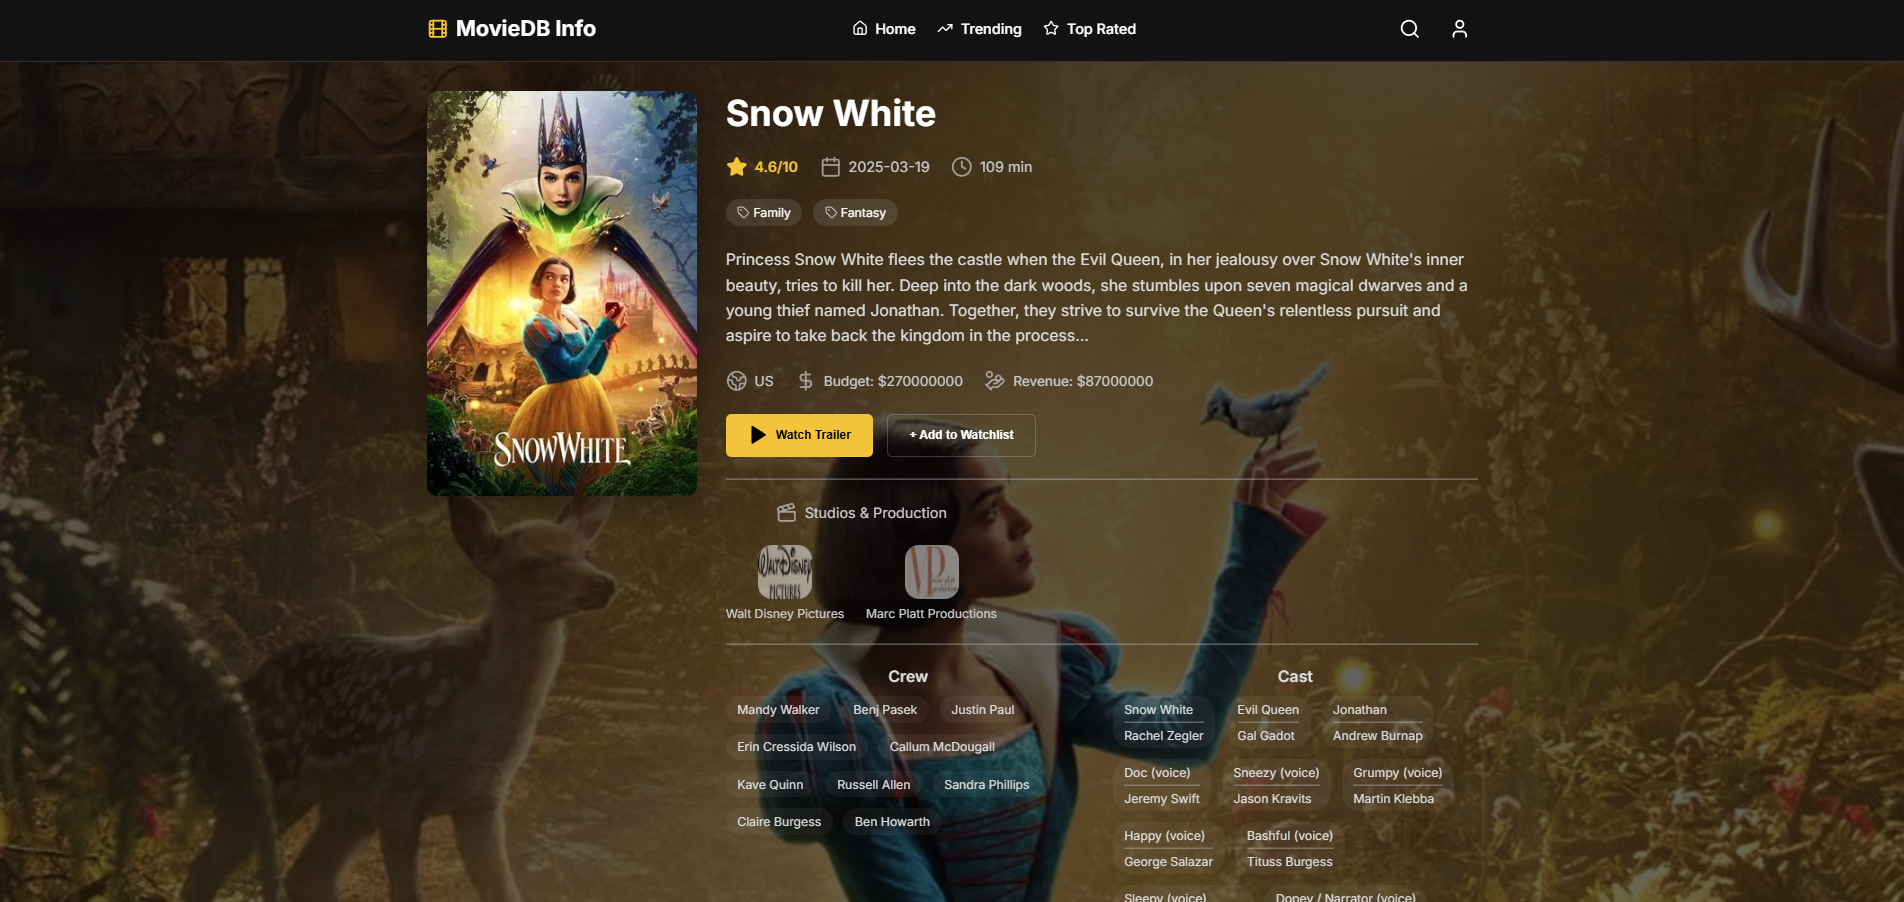 MovieDB Info
Home
Trending
Top Rated
Snow White
4.6/10
2025-03-19
109 min
Family
Fantasy
Princess Snow White flees the castle when the Evil Queen, in her jealousy over Snow White's inner
beauty, tries to kill her. Deep into the dark woods, she stumbles upon seven magical dwarves and a
young thief named Jonathan. Together, they strive to survive the Queen's relentless pursuit and
aspire to take back the kingdom in the process...
SNOW WHITE
US
Budget: $270000000
Revenue: $87000000
Watch Trailer
+ Add to Watchlist
Studios & Production
WALT DISNEY
PICTURES
MP
Walt Disney Pictures
Marc Platt Productions
Crew
Mandy Walker
Benj Pasek
Justin Paul
Erin Cressida Wilson
Callum McDougall
Kave Quinn
Russell Allen
Sandra Phillips
Claire Burgess
Ben Howarth
Cast
Snow White
Rachel Zegler
Evil Queen
Gal Gadot
Jonathan
Andrew Burnap
Doc (voice)
Jeremy Swift
Sneezy (voice)
Jason Kravits
Grumpy (voice)
Martin Klebba
Happy (voice)
George Salazar
Bashful (voice)
Tituss Burgess
Sleepy (voice)
Dopey / Narrator (voice)